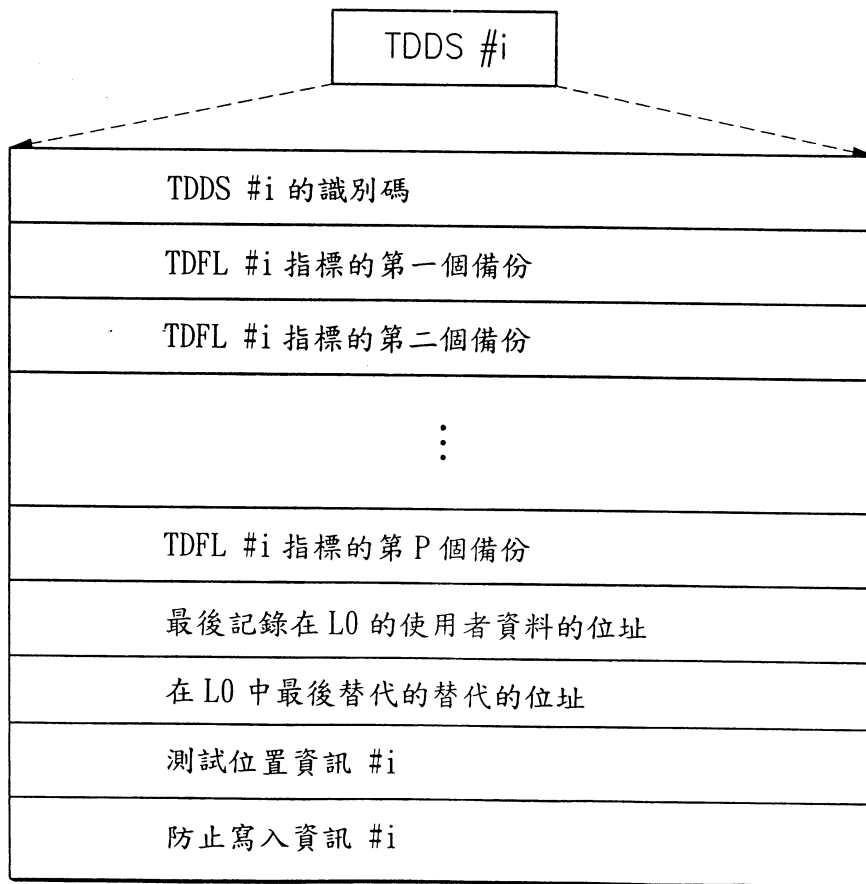 TDDS #i
TDDS #i 的識別碼
TDFL #i 指標的第一個備份
TDFL #i 指標的第二個備份
⋮
TDFL #i 指標的第 P 個備份
最後記錄在 L0 的使用者資料的位址
在 L0 中最後替代的替代的位址
測試位置資訊 #i
防止寫入資訊 #i